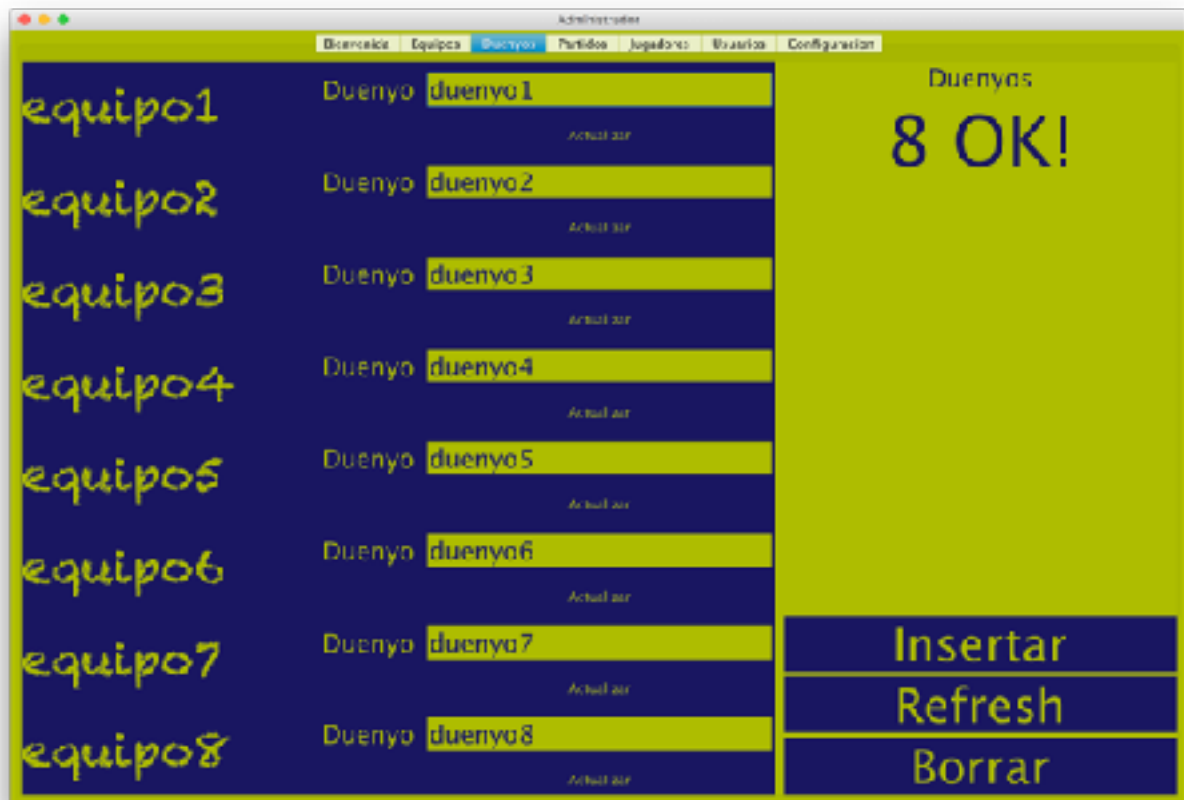 Administrador
Bienvenida Equipos Duenyos Partidos Jugadores Usuarios Configuracion
equipo1 Duenyo duenyo1
Actualizar
equipo2 Duenyo duenyo2
Actualizar
equipo3 Duenyo duenyo3
Actualizar
equipo4 Duenyo duenyo4
Actualizar
equipo5 Duenyo duenyo5
Actualizar
equipo6 Duenyo duenyo6
Actualizar
equipo7 Duenyo duenyo7
Actualizar
equipo8 Duenyo duenyo8
Actualizar
Duenyos
8 OK!
Insertar
Refresh
Borrar